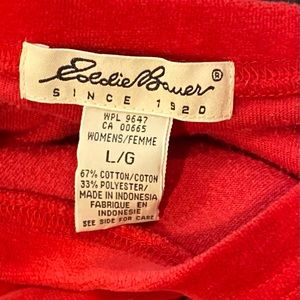 Eddie Bauer®
SINCE 1920
WPL 9647
CA 00665
WOMENS/FEMME
L/G
67% COTTON/COTON
33% POLYESTER/
MADE IN INDONESIA
FABRIQUE EN
INDONESIE
SEE SIDE FOR CARE